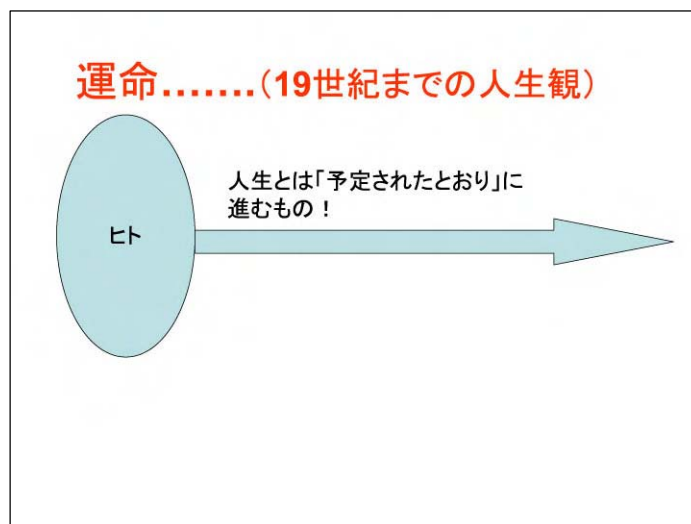 運命.......(19世紀までの人生観)
人生とは「予定されたとおり」に
進むもの!
ヒト